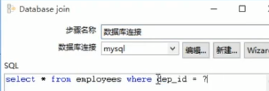 Database join
步骤名称 数据库连接
数据库连接 mysql 编辑... 新建... Wizar
SQL
select * from employees where dep_id = ?